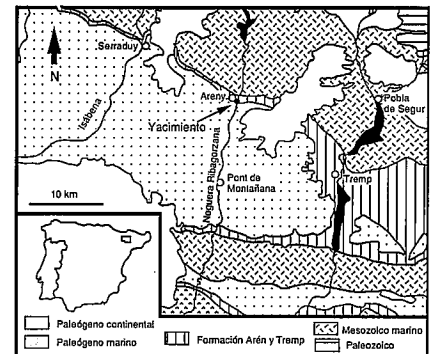 Serraduy
N
Areny
Isábena
Yacimiento
Pobla
de Segur
Noguera Ribagorzana
Pont de
Montañana
Tremp
10 km
Paleógeno continental
Paleógeno marino
Formación Arén y Tremp
Mesozoico marino
Paleozoico